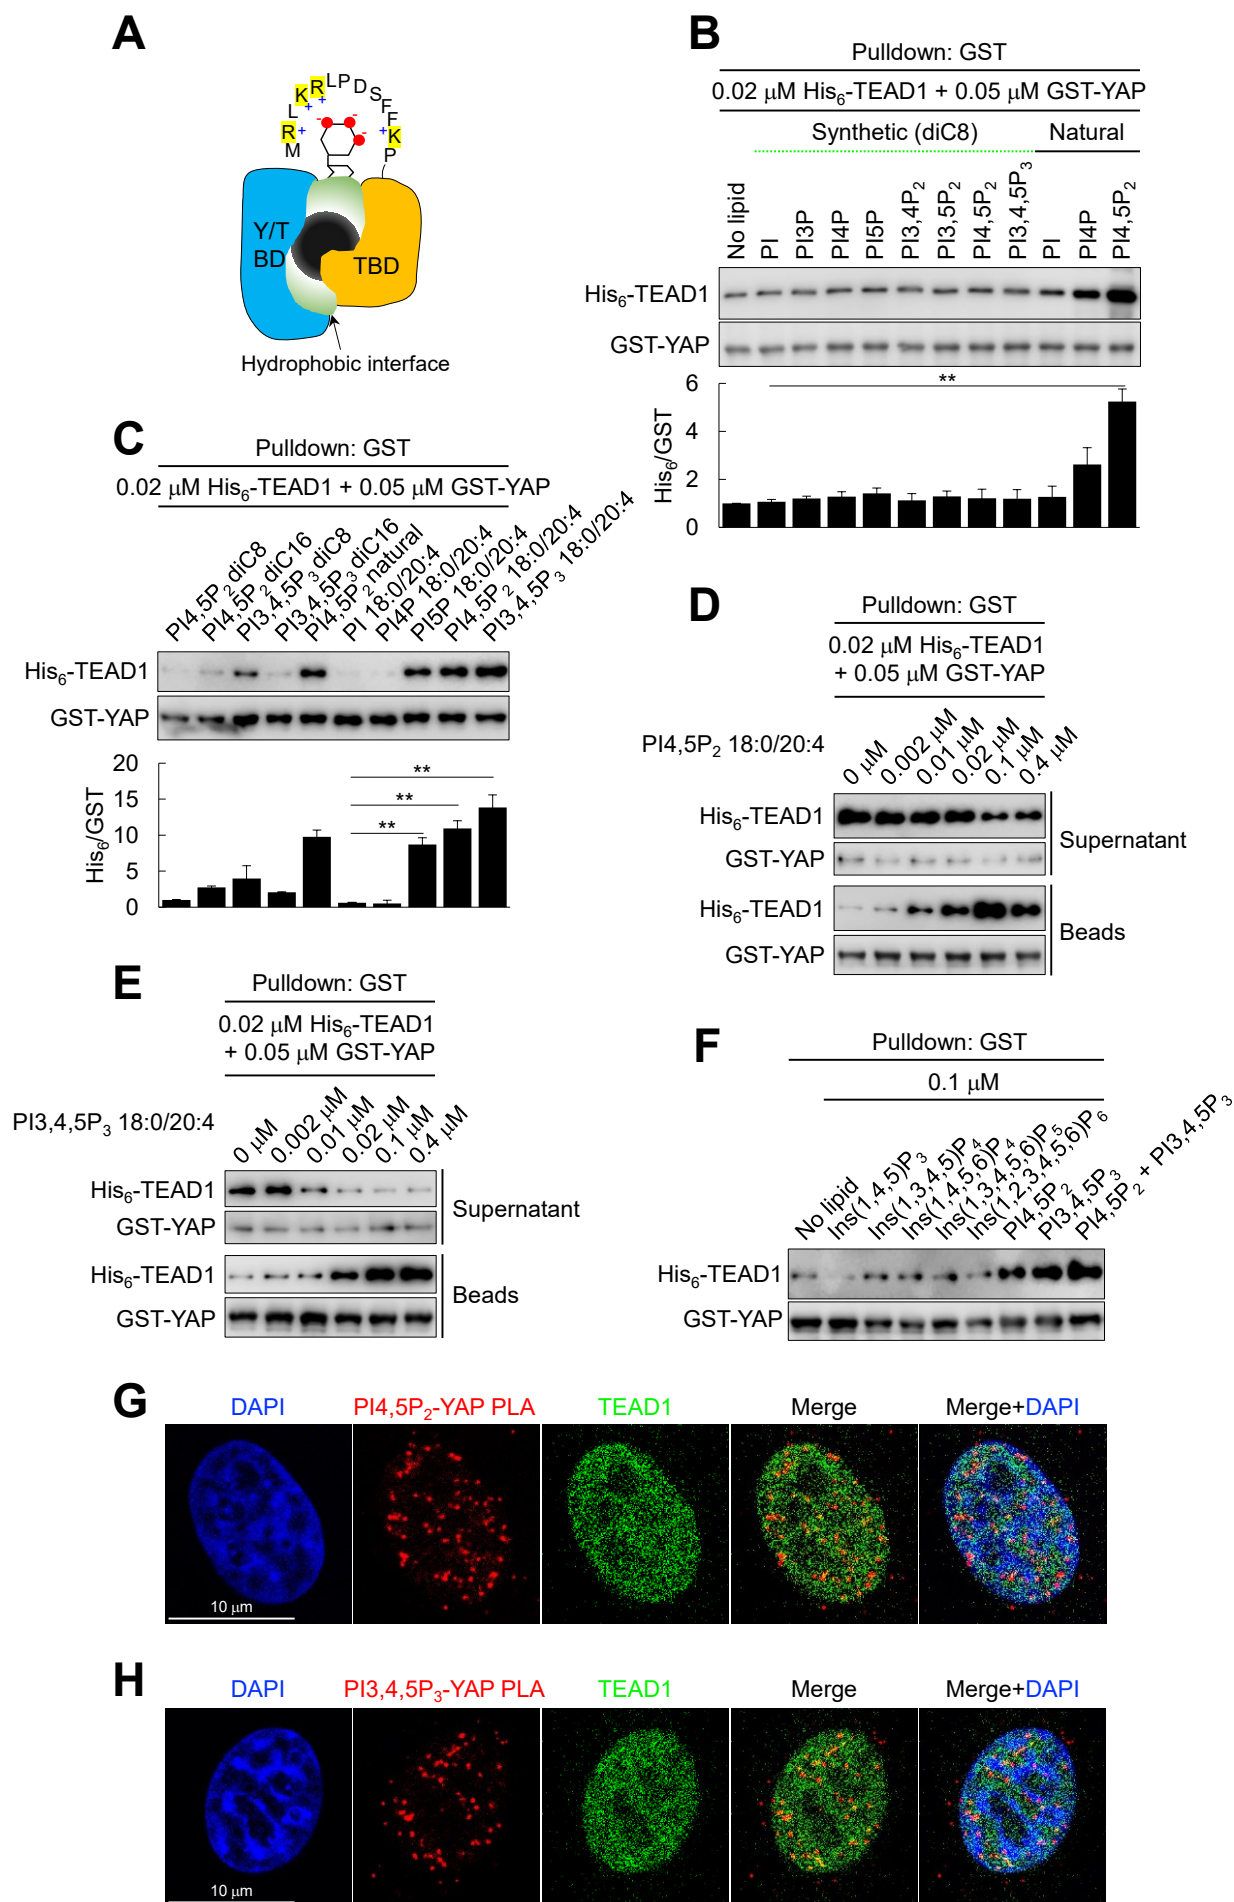 A
M R L K R L P D S F F K P
+ + + - - - +
Y/T
BD
TBD
Hydrophobic interface
B
Pulldown: GST
0.02 μM His6-TEAD1 + 0.05 μM GST-YAP
Synthetic (diC8)
Natural
No lipid
PI
PI3P
PI4P
PI5P
PI3,4P2
PI3,5P2
PI4,5P2
PI3,4,5P3
PI
PI4P
PI4,5P2
His6-TEAD1
GST-YAP
His6/GST
6
4
2
0
**
C
Pulldown: GST
0.02 μM His6-TEAD1 + 0.05 μM GST-YAP
PI4,5P2 diC8
PI4,5P2 diC16
PI3,4,5P3 diC8
PI3,4,5P3 diC16
PI4,5P2 natural
PI 18:0/20:4
PI4P 18:0/20:4
PI5P 18:0/20:4
PI4,5P2 18:0/20:4
PI3,4,5P3 18:0/20:4
His6-TEAD1
GST-YAP
His6/GST
20
15
10
5
0
**
**
**
D
Pulldown: GST
0.02 μM His6-TEAD1
+ 0.05 μM GST-YAP
PI4,5P2 18:0/20:4
0 μM
0.002 μM
0.01 μM
0.02 μM
0.1 μM
0.4 μM
His6-TEAD1
GST-YAP
Supernatant
His6-TEAD1
GST-YAP
Beads
E
Pulldown: GST
0.02 μM His6-TEAD1
+ 0.05 μM GST-YAP
PI3,4,5P3 18:0/20:4
0 μM
0.002 μM
0.01 μM
0.02 μM
0.1 μM
0.4 μM
His6-TEAD1
GST-YAP
Supernatant
His6-TEAD1
GST-YAP
Beads
F
Pulldown: GST
0.1 μM
No lipid
Ins(1,4,5)P3
Ins(1,3,4,5)P4
Ins(1,4,5,6)P4
Ins(1,3,4,5,6)P5
Ins(1,2,3,4,5,6)P6
PI4,5P2
PI3,4,5P3
PI4,5P2 + PI3,4,5P3
His6-TEAD1
GST-YAP
G
DAPI
PI4,5P2-YAP PLA
TEAD1
Merge
Merge+DAPI
10 μm
H
DAPI
PI3,4,5P3-YAP PLA
TEAD1
Merge
Merge+DAPI
10 μm